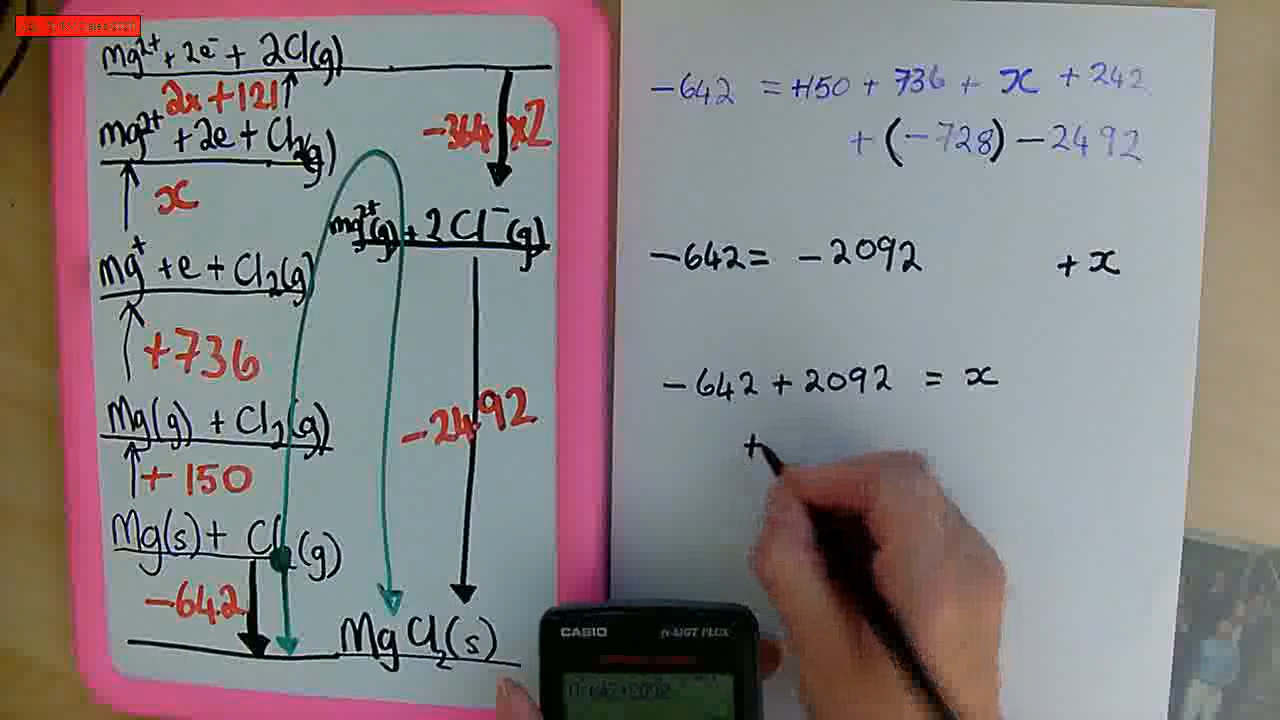 Mg²⁺ + 2e⁻ + 2Cl(g)
2x +121
Mg²⁺ + 2e + Cl₂(g)
x
Mg⁺ + e + Cl₂(g)
+736
Mg(g) + Cl₂(g)
+ 150
Mg(s) + Cl₂(g)
-642
-364 x2
Mg²⁺(g) + 2Cl⁻(g)
-2492
MgCl₂(s)
-642 = +150 + 736 + x + 242
+ (-728) - 2492
-642 = -2092 + x
-642 + 2092 = x
+
CASIO